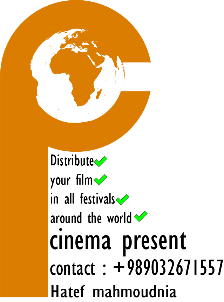 Distribute
your film
in all festivals
around the world
cinema present
contact : +989032671557
Hatef mahmoudnia